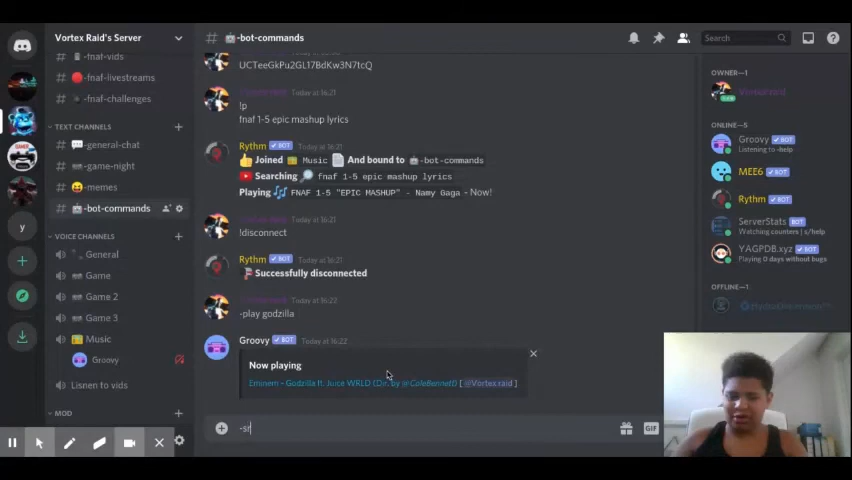 Vortex Raid's Server
-bot-commands
Search
-fnaf-vids
-fnaf-livestreams
-fnaf-challenges
TEXT CHANNELS
-general-chat
-game-night
-memes
-bot-commands
VOICE CHANNELS
General
Game
Game 2
Game 3
Music
Groovy
Listen to vids
MOD
y
UCTeeGkPu2GL17BdKw3N7tcQ
Today at 16:21
!p
fnaf 1-5 epic mashup lyrics
Rythm BOT Today at 16:21
Joined Music And bound to -bot-commands
Searching fnaf 1-5 epic mashup lyrics
Playing FNAF 1-5 "EPIC MASHUP" - Namy Gaga - Now!
Today at 16:21
!disconnect
Rythm BOT Today at 16:21
Successfully disconnected
Today at 16:22
-play godzilla
Groovy BOT Today at 16:22
Now playing
Eminem - Godzilla ft. Juice WRLD (Dir. by @ColeBennett) [ @Vortex raid ]
GIF
OWNER—1
Vortex raid
ONLINE—5
Groovy BOT
Listening to -help
MEE6 BOT
Rythm BOT
ServerStats BOT
Watching counters | s/help
YAGPDB.xyz BOT
Playing 0 days without bugs
OFFLINE—1